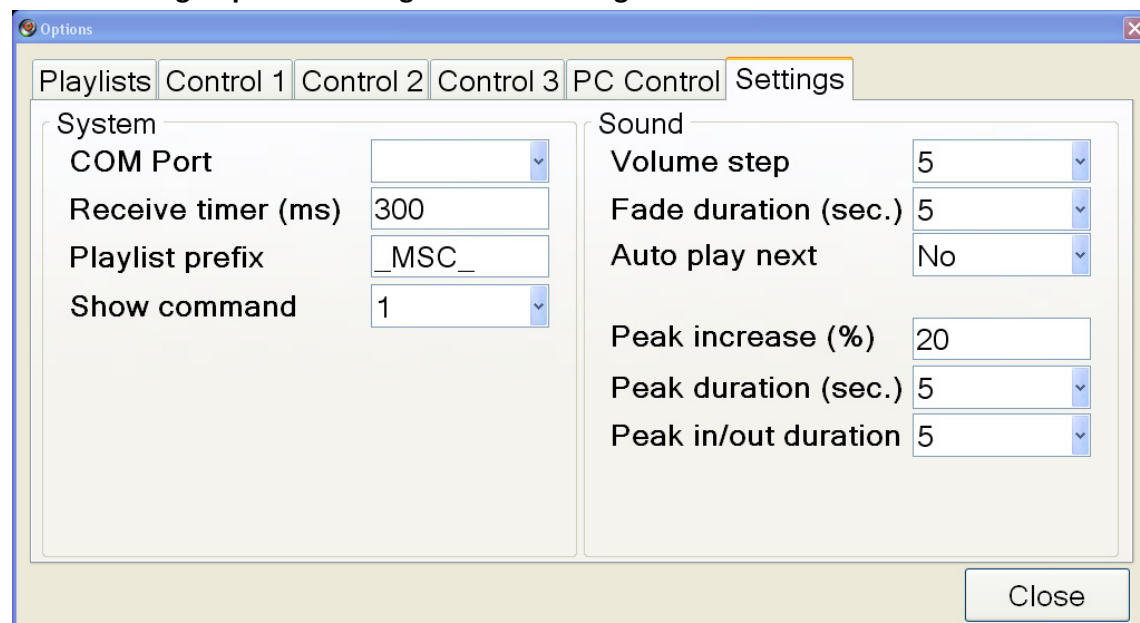 Options
Playlists Control 1 Control 2 Control 3 PC Control Settings
System
COM Port
Receive timer (ms) 300
Playlist prefix _MSC_
Show command 1
Sound
Volume step 5
Fade duration (sec.) 5
Auto play next No
Peak increase (%) 20
Peak duration (sec.) 5
Peak in/out duration 5
Close